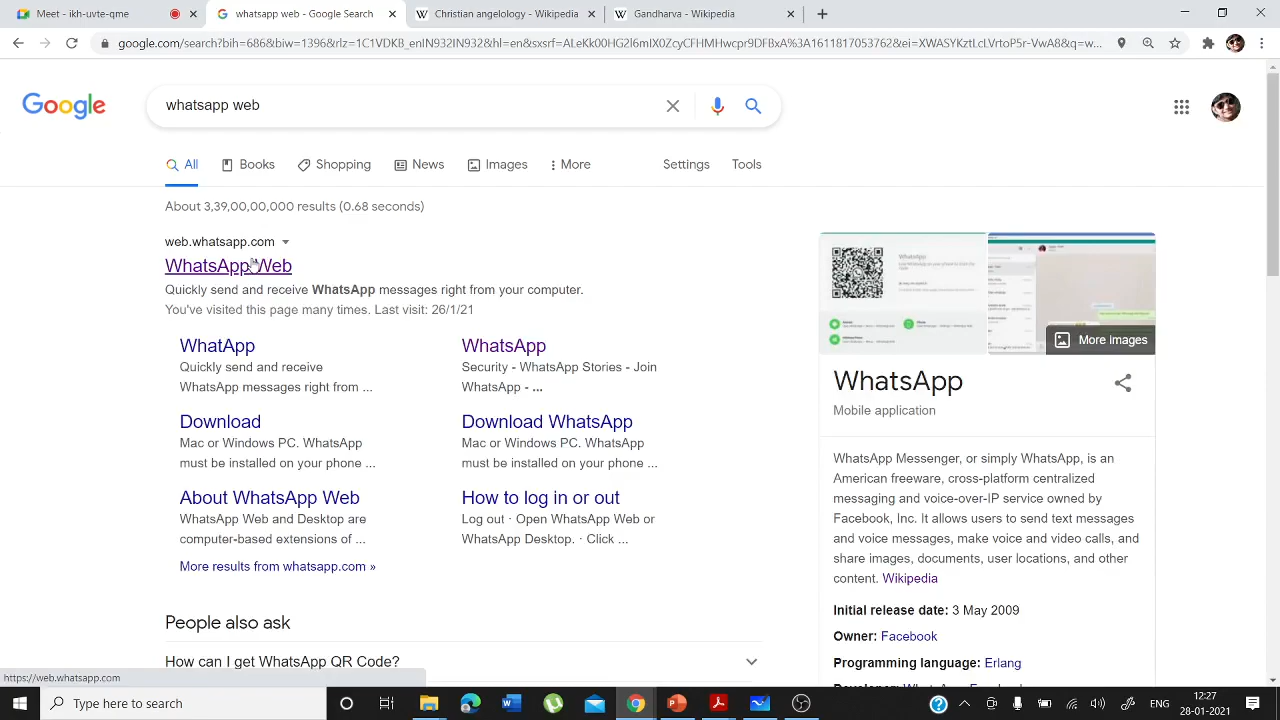 Meet - ikh-ute-qme
whatsapp web - Google Search
Chronology - Wikipedia
Gandharva - Wikipedia
google.com/search?bih=686&biw=1396&rlz=1C1VDKB_enIN932IN932&hl=en&sxsrf=ALeKk00HG2l6mIX0ZcyCFHMHwcpr9DFBxA%3A1611817053762&ei=XWASYKztLcLVrtoP5r-VwA8&q=w...
Google
whatsapp web
All
Books
Shopping
News
Images
More
Settings
Tools
About 3,39,00,00,000 results (0.68 seconds)
web.whatsapp.com
WhatsApp Web
Quickly send and receive WhatsApp messages right from your computer.
You've visited this page many times. Last visit:
WhatsApp
Quickly send and receive
WhatsApp messages right from ...
WhatsApp
Security - WhatsApp Stories - Join
WhatsApp - ...
Download
Mac or Windows PC. WhatsApp
must be installed on your phone ...
Download WhatsApp
Mac or Windows PC. WhatsApp
must be installed on your phone ...
About WhatsApp Web
WhatsApp Web and Desktop are
computer-based extensions of ...
How to log in or out
Log out · Open WhatsApp Web or
WhatsApp Desktop. · Click ...
More results from whatsapp.com »
People also ask
How can I get WhatsApp QR Code?
More images
WhatsApp
Mobile application
WhatsApp Messenger, or simply WhatsApp, is an
American freeware, cross-platform centralized
messaging and voice-over-IP service owned by
Facebook, Inc. It allows users to send text messages
and voice messages, make voice and video calls, and
share images, documents, user locations, and other
content. Wikipedia
Initial release date: 3 May 2009
Owner: Facebook
Programming language: Erlang
https://web.whatsapp.com
Type here to search
ENG
12:27
28-01-2021